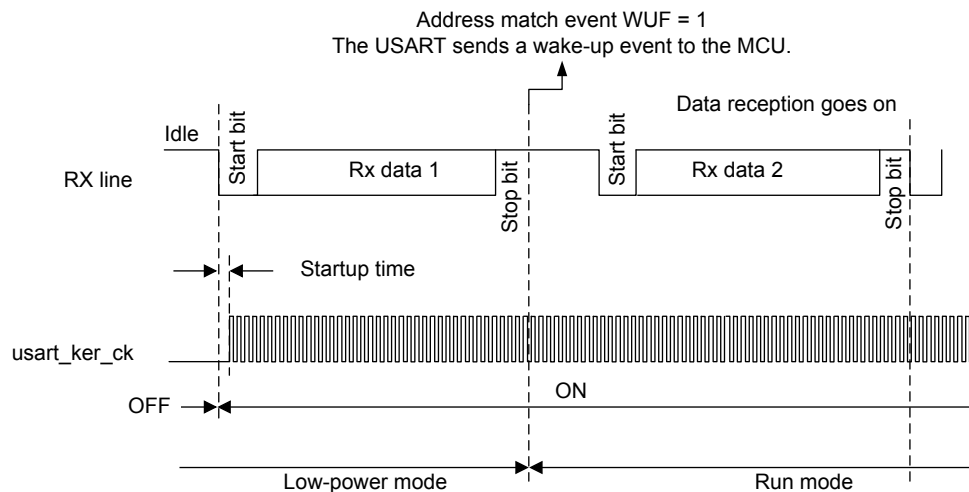 Address match event WUF = 1
The USART sends a wake-up event to the MCU.
Data reception goes on
Idle
Start bit
Start bit
RX line
Rx data 1
Rx data 2
Stop bit
Stop bit
Startup time
usart_ker_ck
OFF
ON
Low-power mode
Run mode